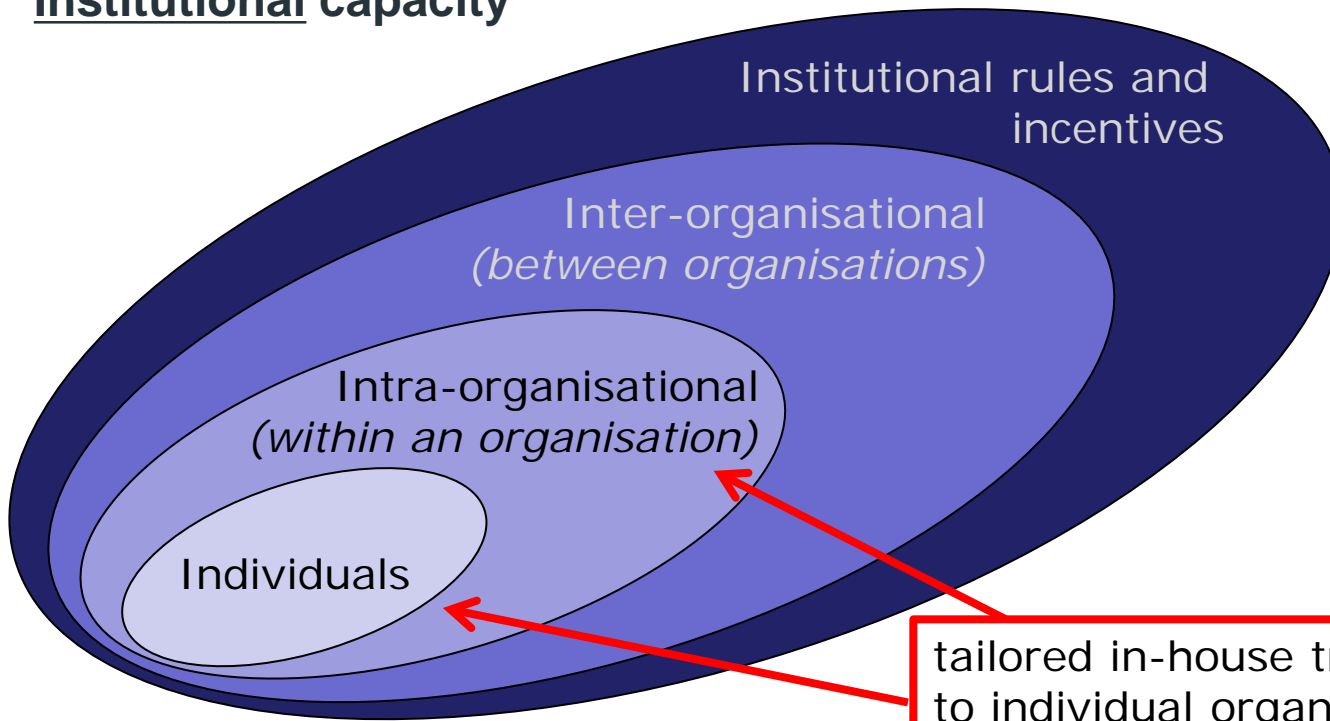 institutional capacity
Institutional rules and
incentives
Inter-organisational
(between organisations)
Intra-organisational
(within an organisation)
Individuals
tailored in-house
to individual